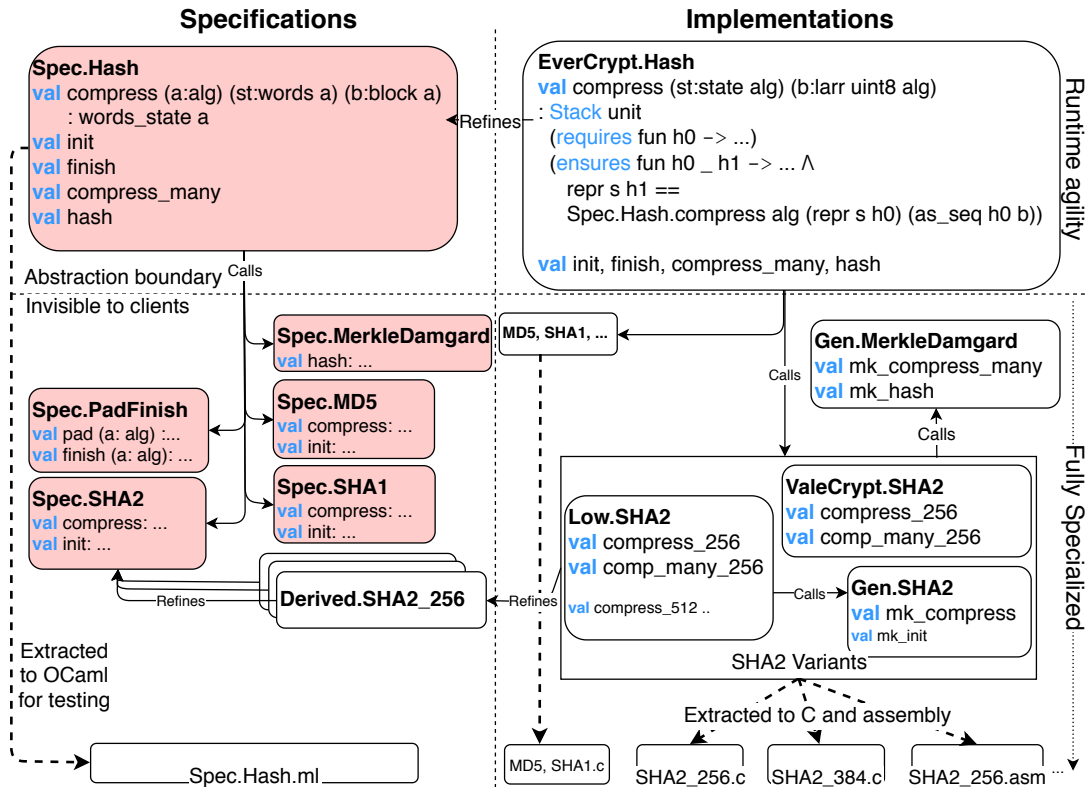 Specifications
Implementations
Spec.Hash
val compress (a:alg) (st:words a) (b:block a)
: words_state a
val init
val finish
val compress_many
val hash
Refines
EverCrypt.Hash
val compress (st:state alg) (b:larr uint8 alg)
: Stack unit
(requires fun h0 -> ...)
(ensures fun h0 _ h1 -> ... Λ
repr s h1 ==
Spec.Hash.compress alg (repr s h0) (as_seq h0 b))
val init, finish, compress_many, hash
Runtime agility
Abstraction boundary
Calls
Invisible to clients
Spec.MerkleDamgard
val hash: ...
Spec.PadFinish
val pad (a: alg) :...
val finish (a: alg): ...
Spec.MD5
val compress: ...
val init: ...
Spec.SHA2
val compress: ...
val init: ...
Spec.SHA1
val compress: ...
val init: ...
Refines
Derived.SHA2_256
Refines
MD5, SHA1, ...
Calls
Gen.MerkleDamgard
val mk_compress_many
val mk_hash
Calls
Low.SHA2
val compress_256
val comp_many_256
val compress_512 ..
ValeCrypt.SHA2
val compress_256
val comp_many_256
Calls
Gen.SHA2
val mk_compress
val mk_init
SHA2 Variants
Fully Specialized
Extracted
to OCaml
for testing
Extracted to C and assembly
Spec.Hash.ml
MD5, SHA1.c
SHA2_256.c
SHA2_384.c
SHA2_256.asm
...